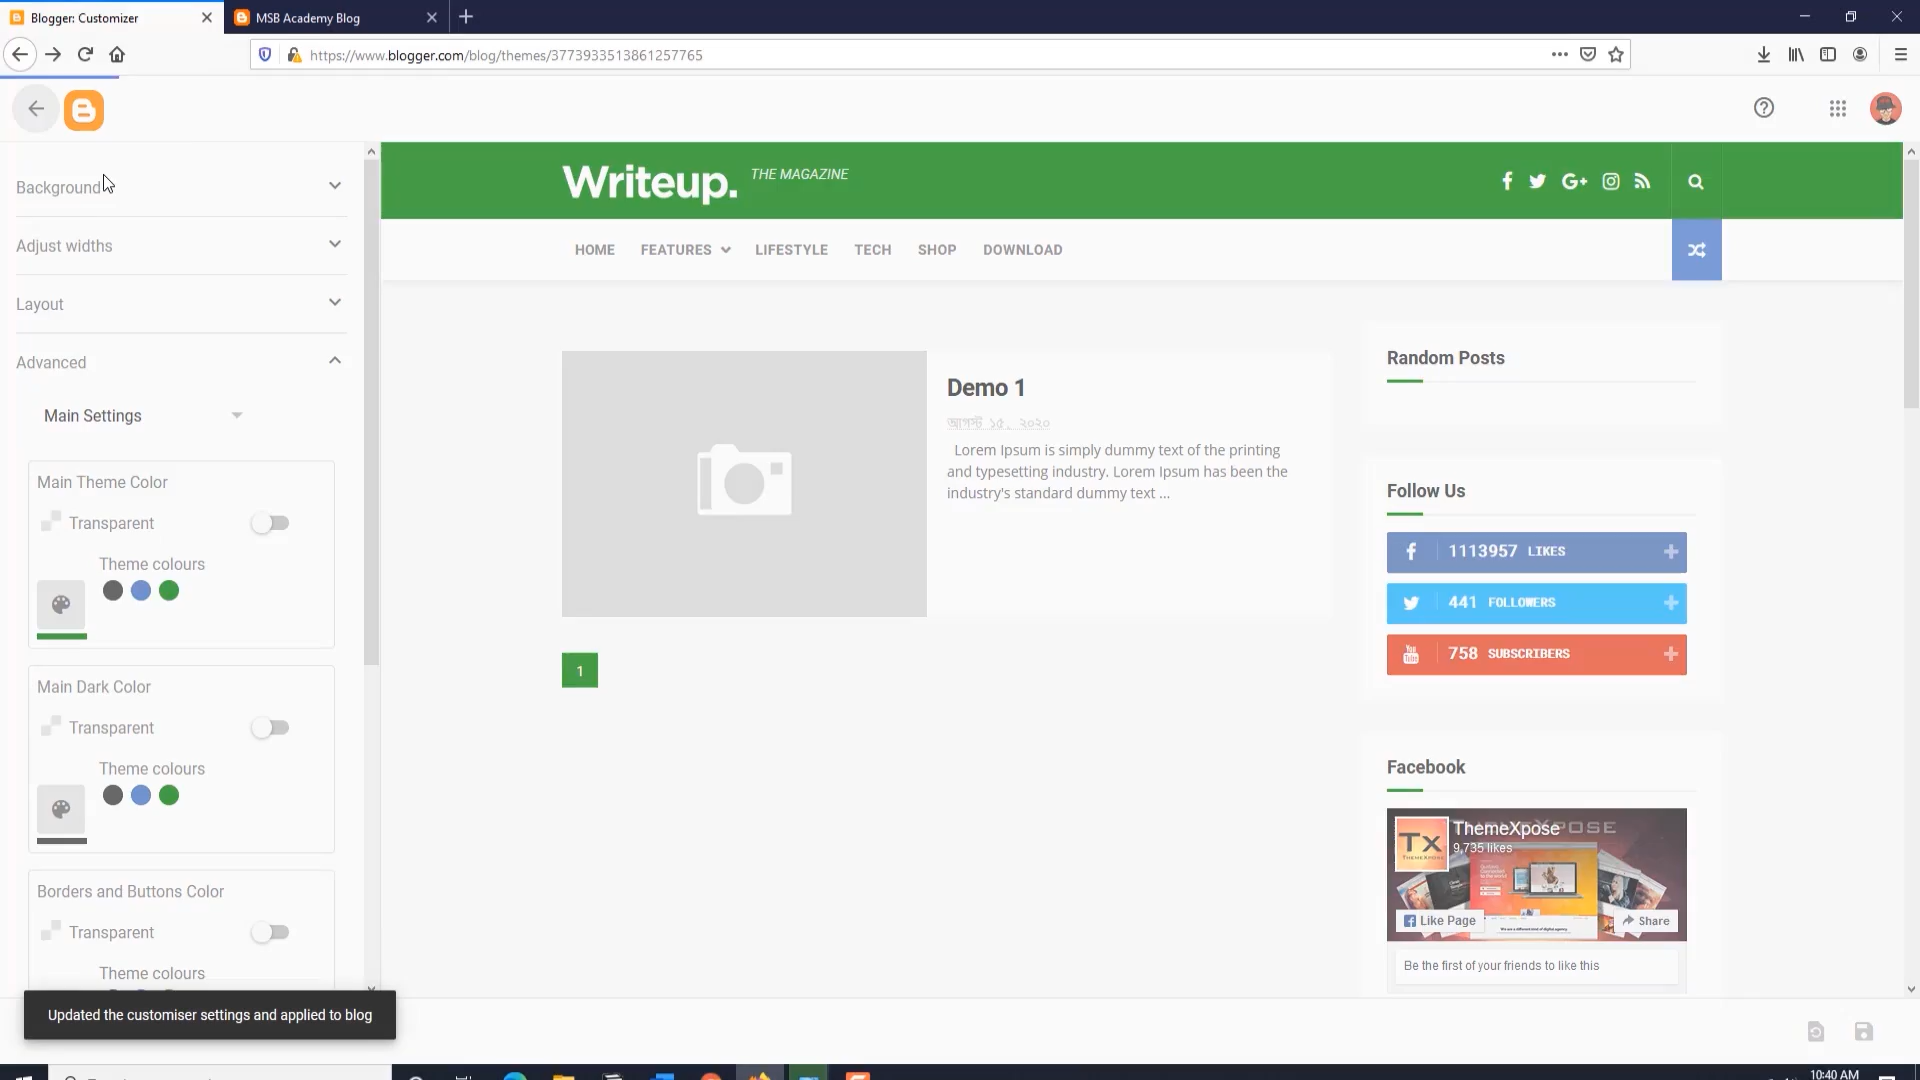 Blogger: Customizer
MSB Academy Blog
https://www.blogger.com/blog/themes/3773933513861257765
Background
Adjust widths
Layout
Advanced
Main Settings
Main Theme Color
Transparent
Theme colours
Main Dark Color
Transparent
Theme colours
Borders and Buttons Color
Transparent
Theme colours
Updated the customiser settings and applied to blog
Writeup. THE MAGAZINE
HOME FEATURES LIFESTYLE TECH SHOP DOWNLOAD
Demo 1
আগস্ট ১৫, ২০২০
Lorem Ipsum is simply dummy text of the printing
and typesetting industry. Lorem Ipsum has been the
industry's standard dummy text ...
1
Random Posts
Follow Us
1113957 LIKES
441 FOLLOWERS
758 SUBSCRIBERS
Facebook
ThemeXpose
9,735 likes
Tx
THEMEXPOSE
Like Page
Share
Be the first of your friends to like this
10:40 AM